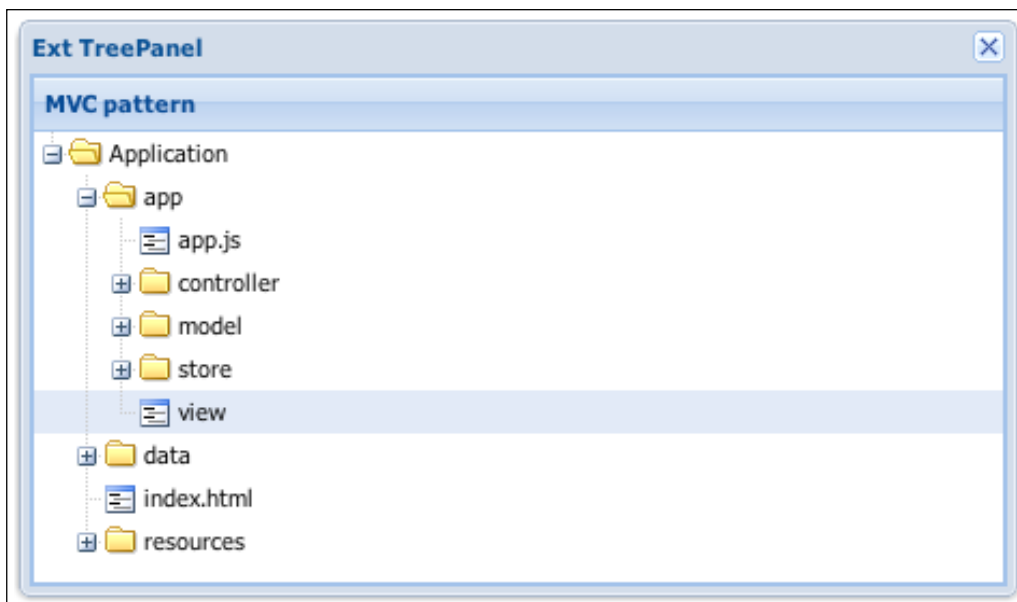 Ext TreePanel
MVC pattern
Application
app
app.js
controller
model
store
view
data
index.html
resources